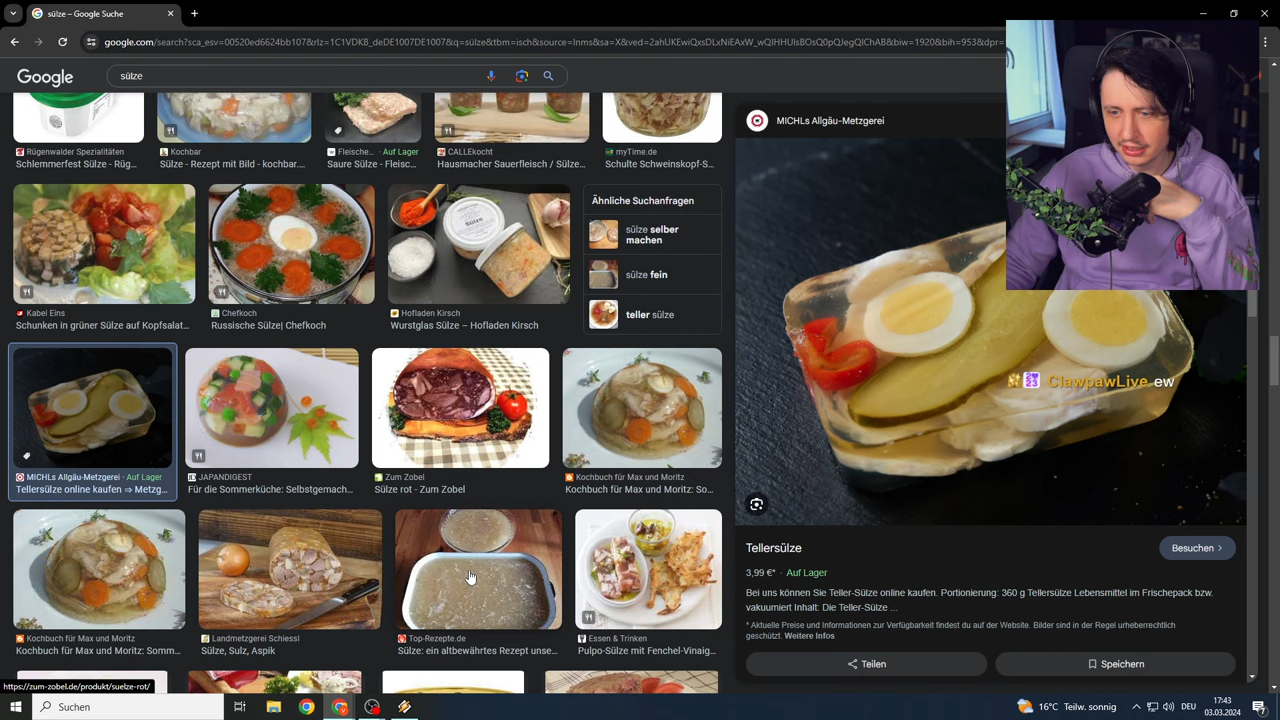 sülze – Google Suche
google.com/search?sca_esv=00520ed6624bb107&rlz=1C1VDKB_deDE1007DE1007&q=sülze&tbm=isch&source=lnms&sa=X&ved=
Google
sülze
Rügenwalder Spezialitäten
Schlemmerfest Sülze - Rüg...
Kochbar
Sülze - Rezept mit Bild - kochbar....
Fleische... · Auf Lager
Saure Sülze - Fleisc...
CALLEkocht
Hausmacher Sauerfleisch / Sülze...
myTime.de
Schulte Schweinskopf-S...
Kabel Eins
Schunken in grüner Sülze auf Kopfsalat...
Chefkoch
Russische Sülze| Chefkoch
Sülze
Hofladen Kirsch
Wurstglas Sülze – Hofladen Kirsch
Ähnliche Suchanfragen
sülze selber
machen
sülze fein
teller sülze
MICHLs Allgäu-Metzgerei · Auf Lager
Tellersülze online kaufen ⇒ Metzg...
JAPANDIGEST
Für die Sommerküche: Selbstgemach...
Zum Zobel
Sülze rot - Zum Zobel
Kochbuch für Max und Moritz
Kochbuch für Max und Moritz: So...
Kochbuch für Max und Moritz
Kochbuch für Max und Moritz: Somm...
Landmetzgerei Schiessl
Sülze, Sulz, Aspik
Top-Rezepte.de
Sülze: ein altbewährtes Rezept unse...
Essen & Trinken
Pulpo-Sülze mit Fenchel-Vinaig...
MICHLs Allgäu-Metzgerei
ClawpawLive ew
Tellersülze
Besuchen
3,99 €* · Auf Lager
Bei uns können Sie Teller-Sülze online kaufen. Portionierung: 360 g Tellersülze Lebensmittel im Frischepack bzw.
vakuumiert Inhalt: Die Teller-Sülze ...
* Aktuelle Preise und Informationen zur Verfügbarkeit findest du auf der Website. Bilder sind in der Regel urheberrechtlich
geschützt. Weitere Infos
Teilen
Speichern
https://zum-zobel.de/produkt/suelze-rot/
Suchen
16°C Teilw. sonnig
DEU
17:43
03.03.2024